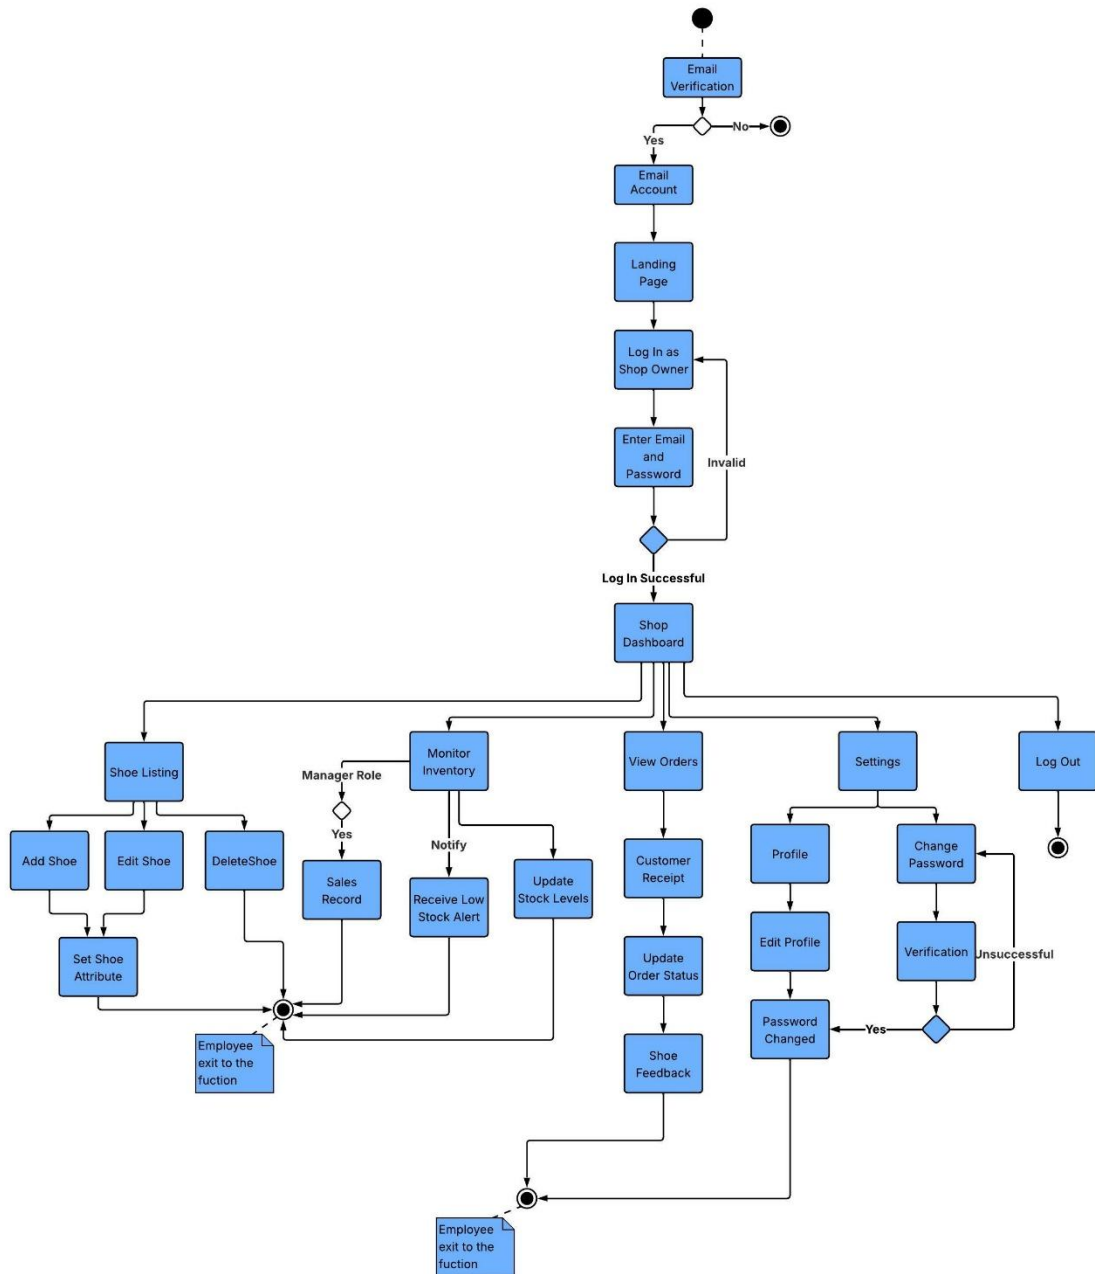 Email
Verification
No
Yes
Email
Account
Landing
Page
Log In as
Shop Owner
Enter Email
and
Password
Invalid
Log In Successful
Shop
Dashboard
Shoe Listing
Monitor
Inventory
View Orders
Settings
Log Out
Manager Role
Yes
Notify
Add Shoe
Edit Shoe
DeleteShoe
Sales
Record
Receive Low
Stock Alert
Update
Stock Levels
Customer
Receipt
Profile
Change
Password
Set Shoe
Attribute
Update
Order Status
Edit Profile
Verification
Unsuccessful
Employee
exit to the
fuction
Shoe
Feedback
Password
Changed
Yes
Employee
exit to the
fuction